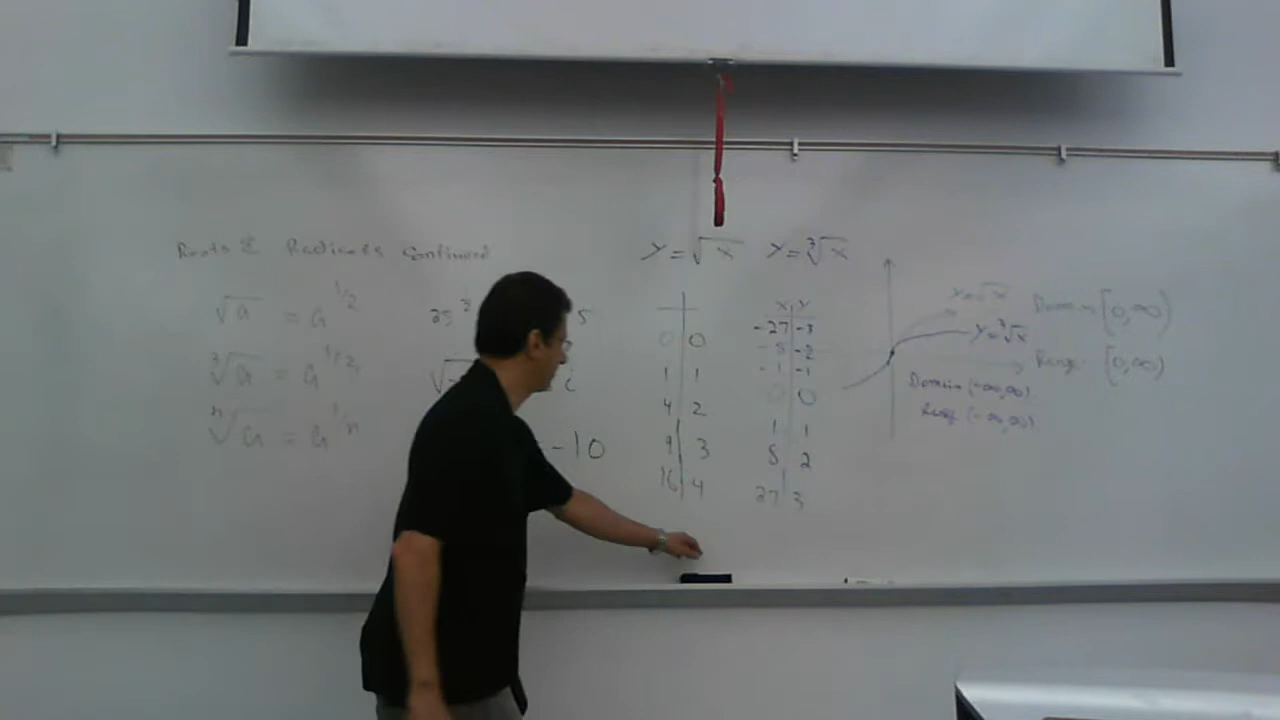 Roots & Radicals Continued
√a = a^1/2
∛a = a^1/3
ⁿ√a = a^1/n
25
5
i
-10
y = √x
0 0
1 1
4 2
9 3
16 4
y = ∛x
x y
-27 -3
-8 -2
-1 -1
0 0
1 1
8 2
27 3
y=√x
Domain [0,∞)
y=∛x
Range [0,∞)
Domain (-∞,∞)
Range (-∞,∞)